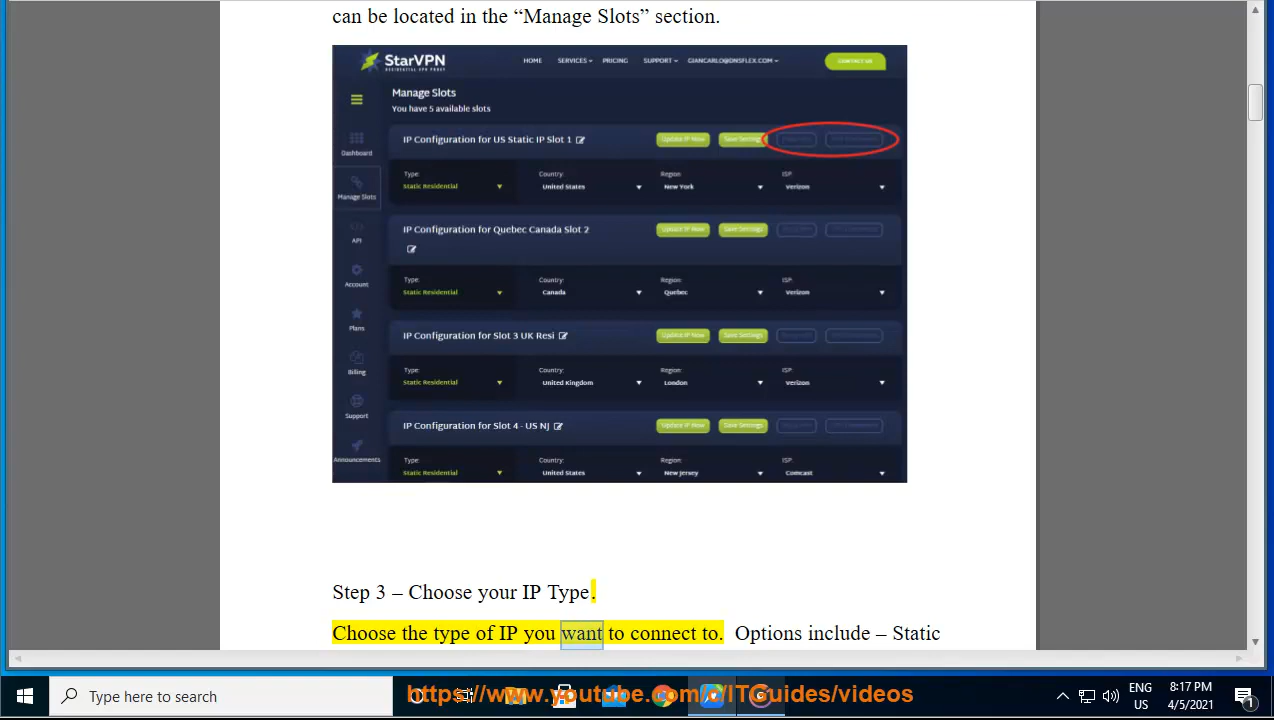 can be located in the “Manage Slots” section.
StarVPN
RESIDENTIAL VPN PROXY
HOME SERVICES PRICING SUPPORT GIANCARLO@DNSFLEX.COM CONTACT US
Manage Slots
You have 5 available slots
IP Configuration for US Static IP Slot 1 Update IP Now Save Settings
Dashboard
Type: Country: Region: ISP:
Static Residential United States New York Verizon
Manage Slots
IP Configuration for Quebec Canada Slot 2 Update IP Now Save Settings
API
Account
Type: Country: Region: ISP:
Static Residential Canada Quebec Verizon
Plans
IP Configuration for Slot 3 UK Resi Update IP Now Save Settings
Billing
Type: Country: Region: ISP:
Static Residential United Kingdom London Verizon
Support
IP Configuration for Slot 4 - US NJ Update IP Now Save Settings
Announcements
Type: Country: Region: ISP:
Static Residential United States New Jersey Comcast
Step 3 – Choose your IP Type.
Choose the type of IP you want to connect to. Options include – Static
Type here to search
https://www.youtube.com/c/ITGuides/videos
ENG
US
8:17 PM
4/5/2021
1